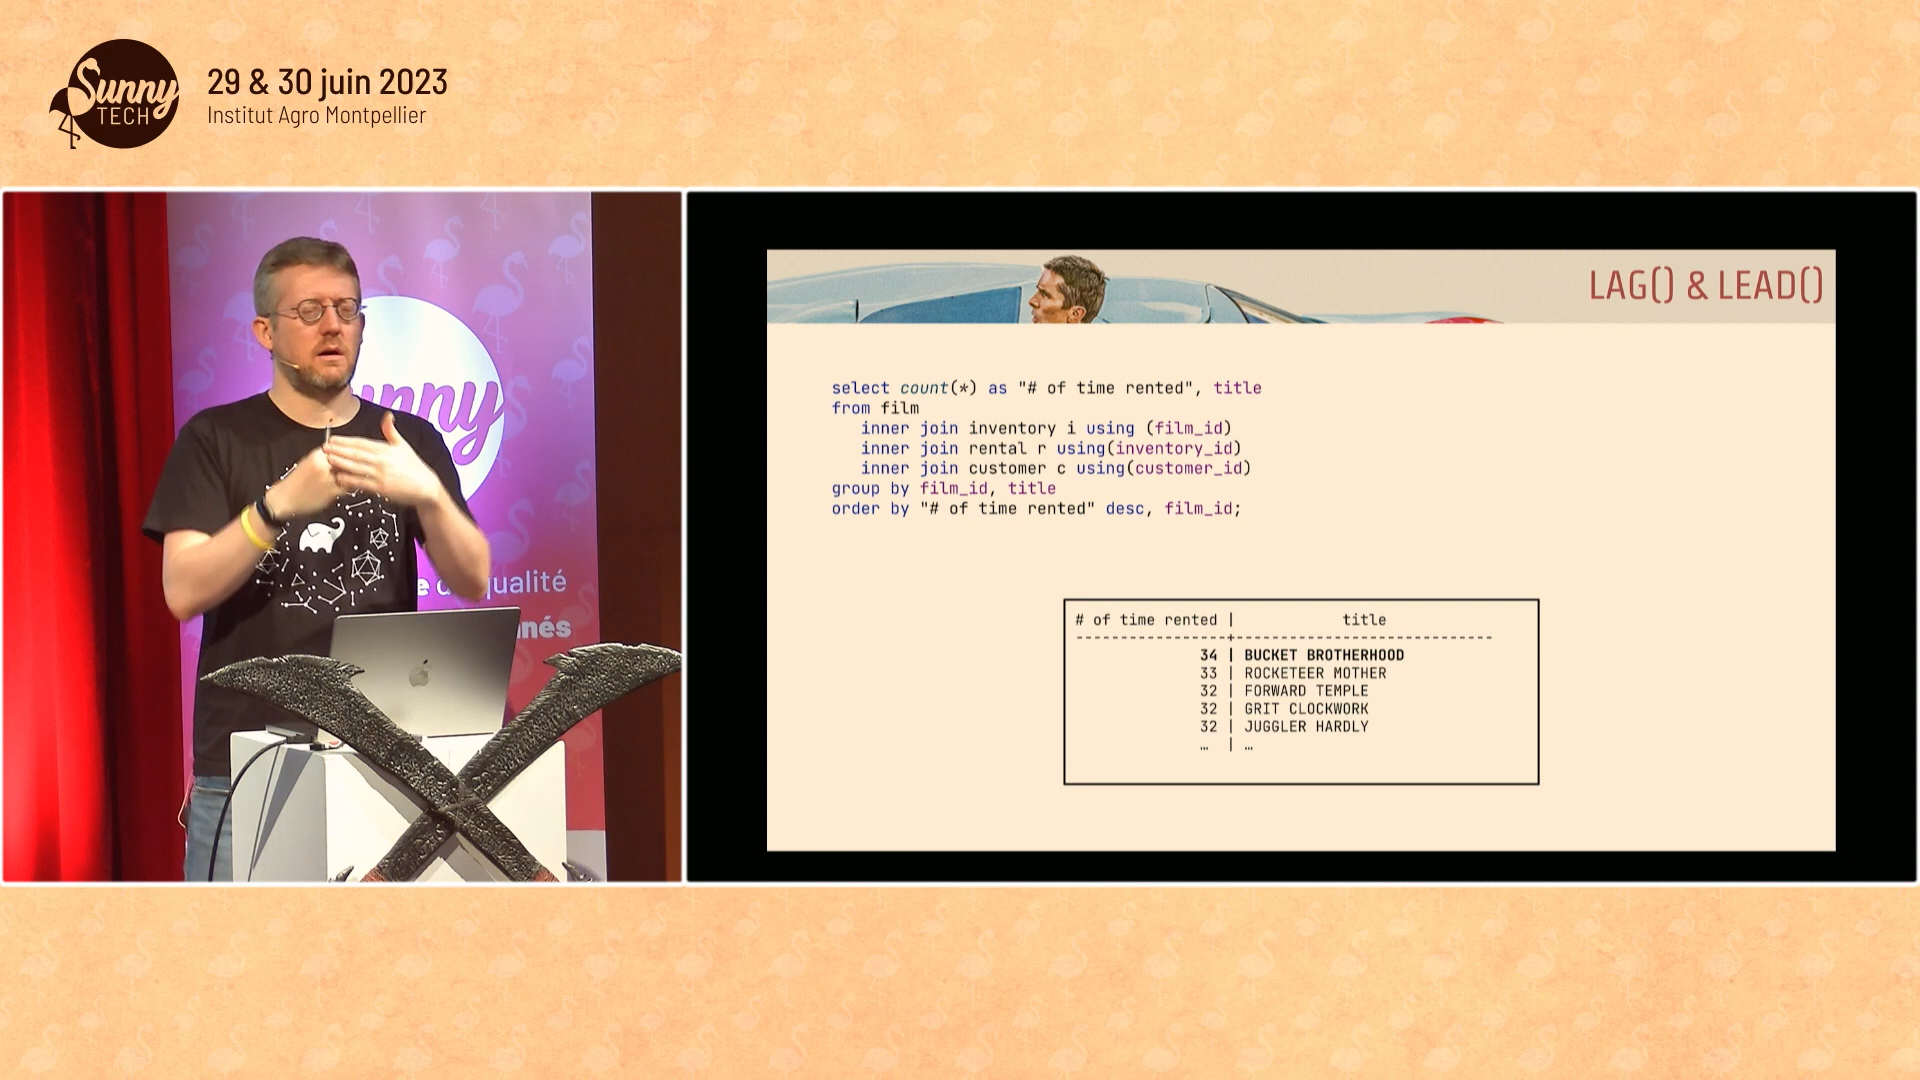 Sunny
TECH
29 & 30 juin 2023
Institut Agro Montpellier
unny
qualité
nés
LAG() & LEAD()
select count(*) as "# of time rented", title
from film
inner join inventory i using (film_id)
inner join rental r using(inventory_id)
inner join customer c using(customer_id)
group by film_id, title
order by "# of time rented" desc, film_id;
# of time rented | title
-----------------+-----------------------------
34 | BUCKET BROTHERHOOD
33 | ROCKETEER MOTHER
32 | FORWARD TEMPLE
32 | GRIT CLOCKWORK
32 | JUGGLER HARDLY
… | …